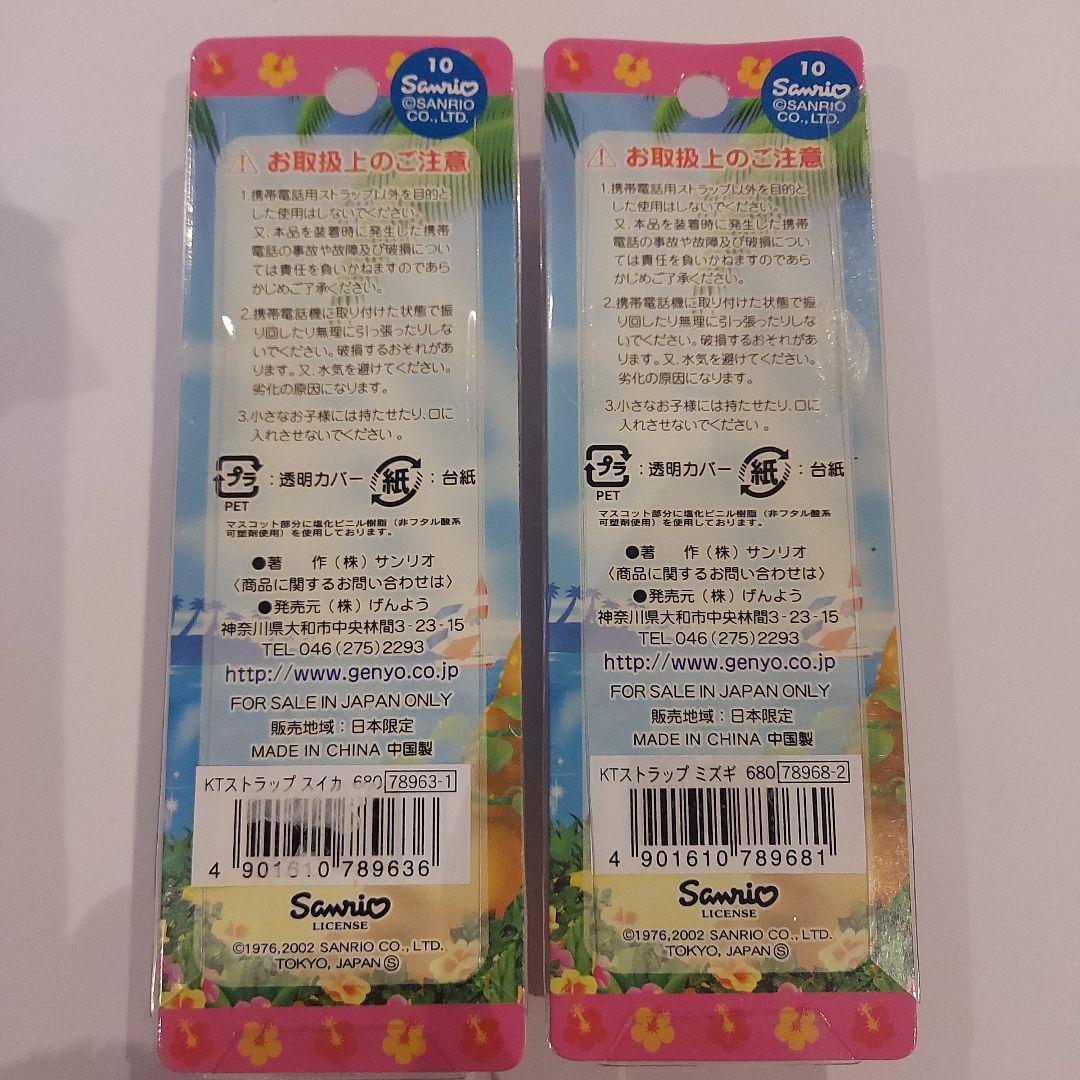 10
Sanrio
©SANRIO
CO., LTD.
⚠ お取扱上のご注意
1.携帯電話用ストラップ以外を目的と
した使用はしないでください。
又、本品を装着時に発生した携帯
電話の事故や故障及び破損につい
ては責任を負いかねますのであら
かじめご了承ください。
2.携帯電話機に取り付けた状態で振
り回したり無理に引っ張ったりしな
いでください。破損するおそれがあ
ります。又、水気を避けてください。
劣化の原因になります。
3.小さなお子様には持たせたり、口に
入れさせないでください。
プラ : 透明カバー 紙 : 台紙
PET
マスコット部分に塩化ビニル樹脂（非フタル酸系
可塑剤使用）を使用しております。
●著　作（株）サンリオ
〈商品に関するお問い合わせは〉
●発売元（株）げんよう
神奈川県大和市中央林間3-23-15
TEL 046(275)2293
http://www.genyo.co.jp
FOR SALE IN JAPAN ONLY
販売地域：日本限定
MADE IN CHINA 中国製
KTストラップ スイカ 680 78963-1
4 901610 789636
Sanrio
LICENSE
©1976,2002 SANRIO CO., LTD.
TOKYO, JAPAN Ⓢ
10
Sanrio
©SANRIO
CO., LTD.
⚠ お取扱上のご注意
1.携帯電話用ストラップ以外を目的と
した使用はしないでください。
又、本品を装着時に発生した携帯
電話の事故や故障及び破損につい
ては責任を負いかねますのであら
かじめご了承ください。
2.携帯電話機に取り付けた状態で振
り回したり無理に引っ張ったりしな
いでください。破損するおそれがあ
ります。又、水気を避けてください。
劣化の原因になります。
3.小さなお子様には持たせたり、口に
入れさせないでください。
プラ : 透明カバー 紙 : 台紙
PET
マスコット部分に塩化ビニル樹脂（非フタル酸系
可塑剤使用）を使用しております。
●著　作（株）サンリオ
〈商品に関するお問い合わせは〉
●発売元（株）げんよう
神奈川県大和市中央林間3-23-15
TEL 046(275)2293
http://www.genyo.co.jp
FOR SALE IN JAPAN ONLY
販売地域：日本限定
MADE IN CHINA 中国製
KTストラップ ミズギ 680 78968-2
4 901610 789681
Sanrio
LICENSE
©1976,2002 SANRIO CO., LTD.
TOKYO, JAPAN Ⓢ